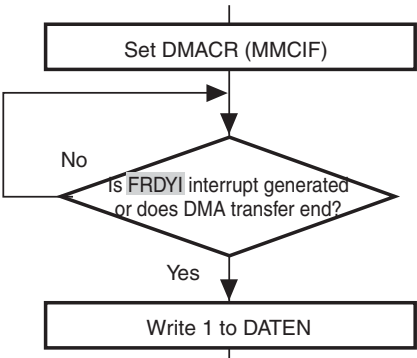 Set DMACR (MMCIF)
No
Is FRDYI interrupt generated
or does DMA transfer end?
Yes
Write 1 to DATEN